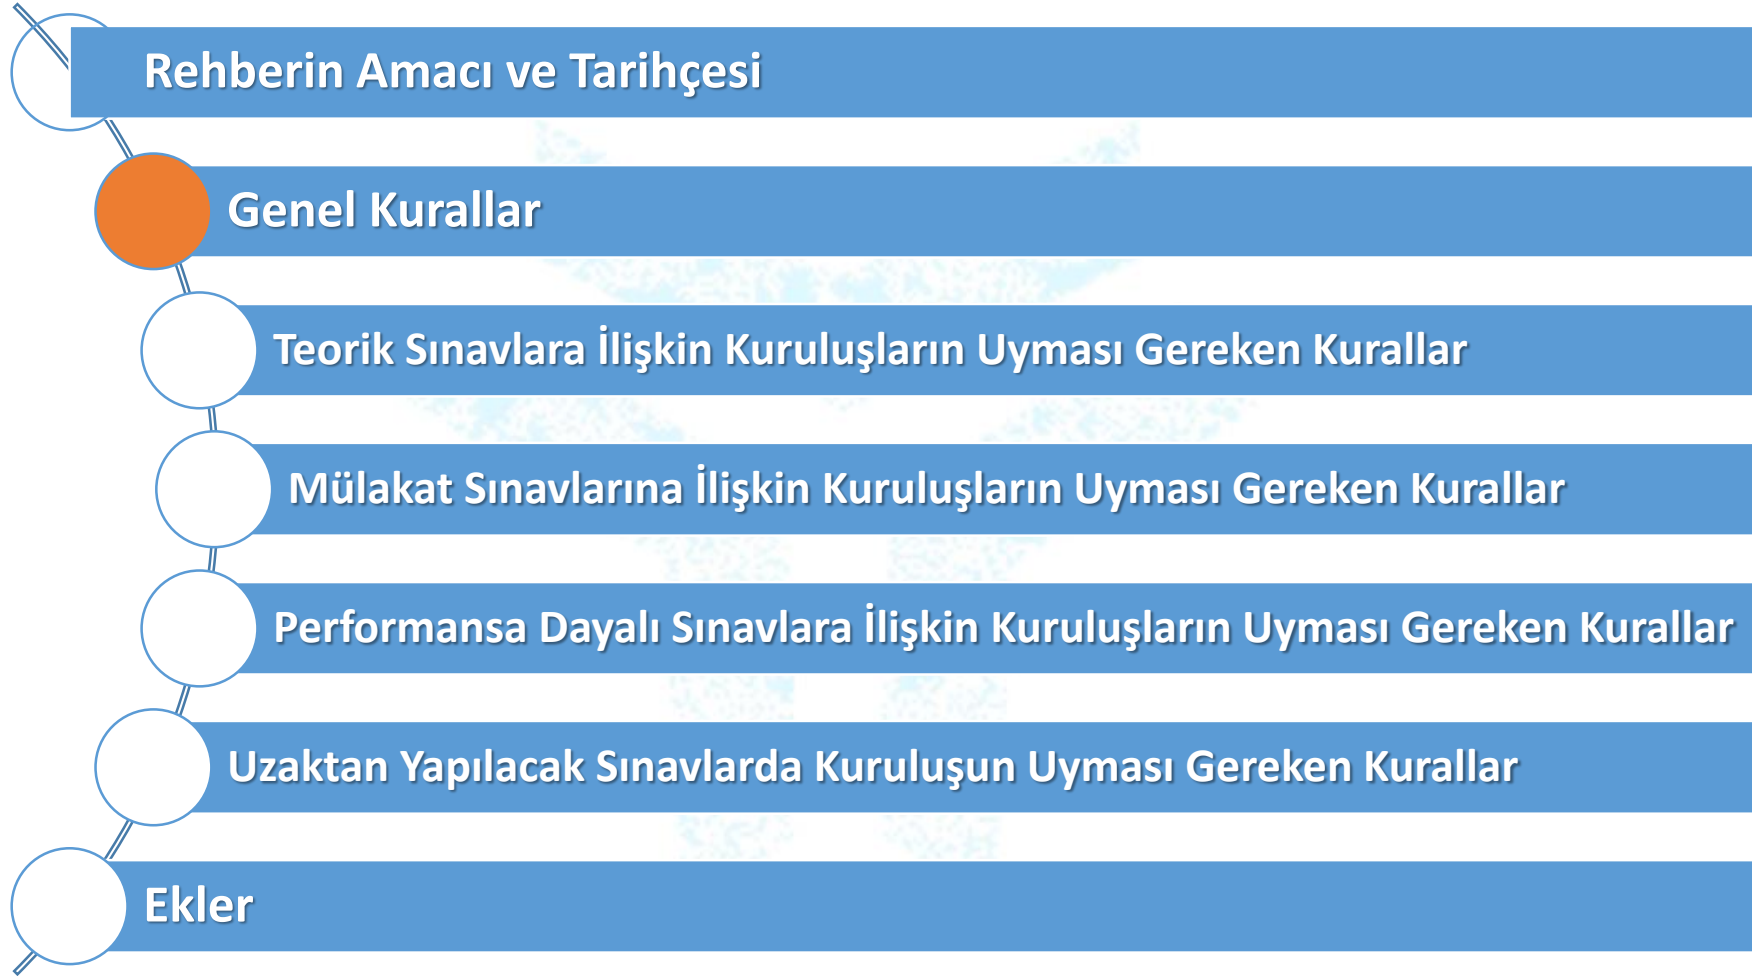 Rehberin Amacı ve Tarihçesi
Genel Kurallar
Teorik Sınavlara İlişkin Kuruluşların Uyması Gereken Kurallar
Mülakat Sınavlarına İlişkin Kuruluşların Uyması Gereken Kurallar
Performansa Dayalı Sınavlara İlişkin Kuruluşların Uyması Gereken Kurallar
Uzaktan Yapılacak Sınavlarda Kuruluşun Uyması Gereken Kurallar
Ekler